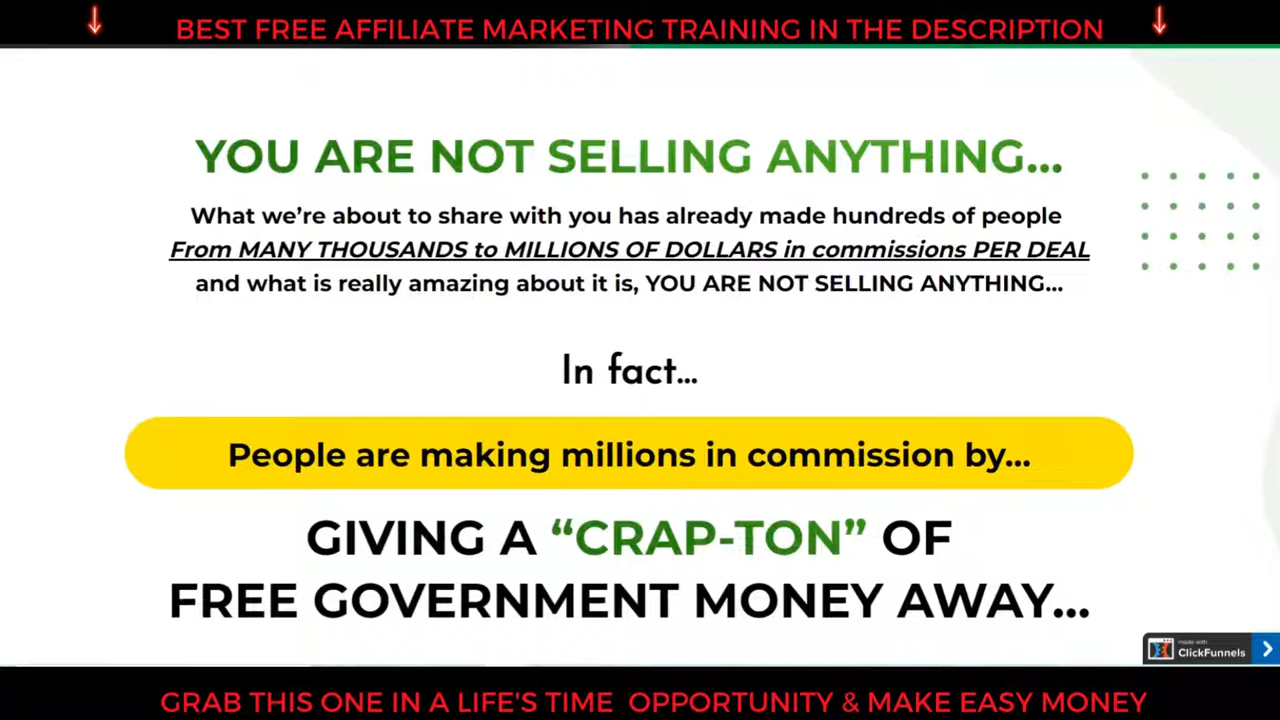 BEST FREE AFFILIATE MARKETING TRAINING IN THE DESCRIPTION
YOU ARE NOT SELLING ANYTHING...
What we’re about to share with you has already made hundreds of people
From MANY THOUSANDS to MILLIONS OF DOLLARS in commissions PER DEAL
and what is really amazing about it is, YOU ARE NOT SELLING ANYTHING...
In fact...
People are making millions in commission by...
GIVING A “CRAP-TON” OF
FREE GOVERNMENT MONEY AWAY...
made with
ClickFunnels
GRAB THIS ONE IN A LIFE'S TIME OPPORTUNITY & MAKE EASY MONEY